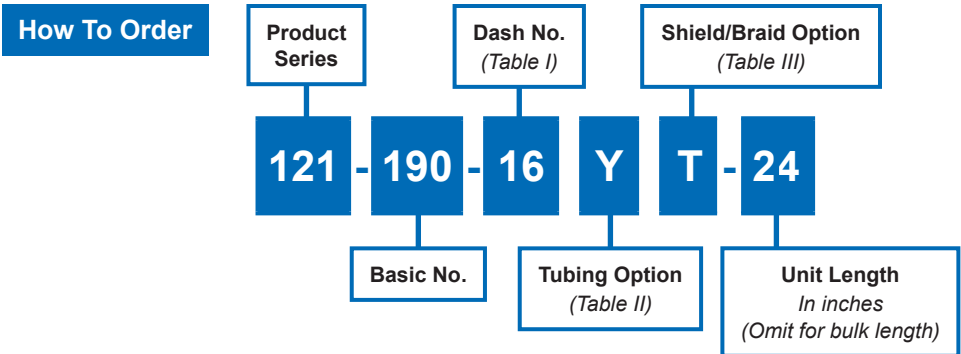 How To Order
Product
Series
Dash No.
(Table I)
Shield/Braid Option
(Table III)
121 - 190 - 16 Y T - 24
Basic No.
Tubing Option
(Table II)
Unit Length
In inches
(Omit for bulk length)